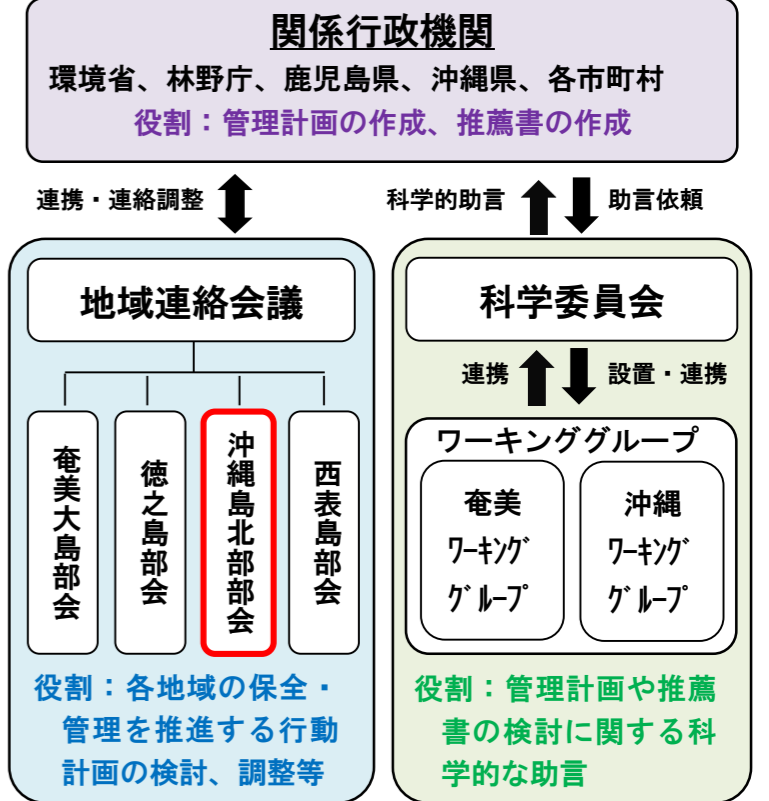 関係行政機関
環境省、林野庁、鹿児島県、沖縄県、各市町村
役割：管理計画の作成、推薦書の作成
連携・連絡調整
科学的助言
助言依頼
地域連絡会議
奄美大島部会
徳之島部会
沖縄島北部部会
西表島部会
役割：各地域の保全・
管理を推進する行動
計画の検討、調整等
科学委員会
連携
設置・連携
ワーキンググループ
奄美
ﾜｰｷﾝｸﾞ
ｸﾞﾙｰﾌﾟ
沖縄
ﾜｰｷﾝｸﾞ
ｸﾞﾙｰﾌﾟ
役割：管理計画や推薦
書の検討に関する科
学的な助言